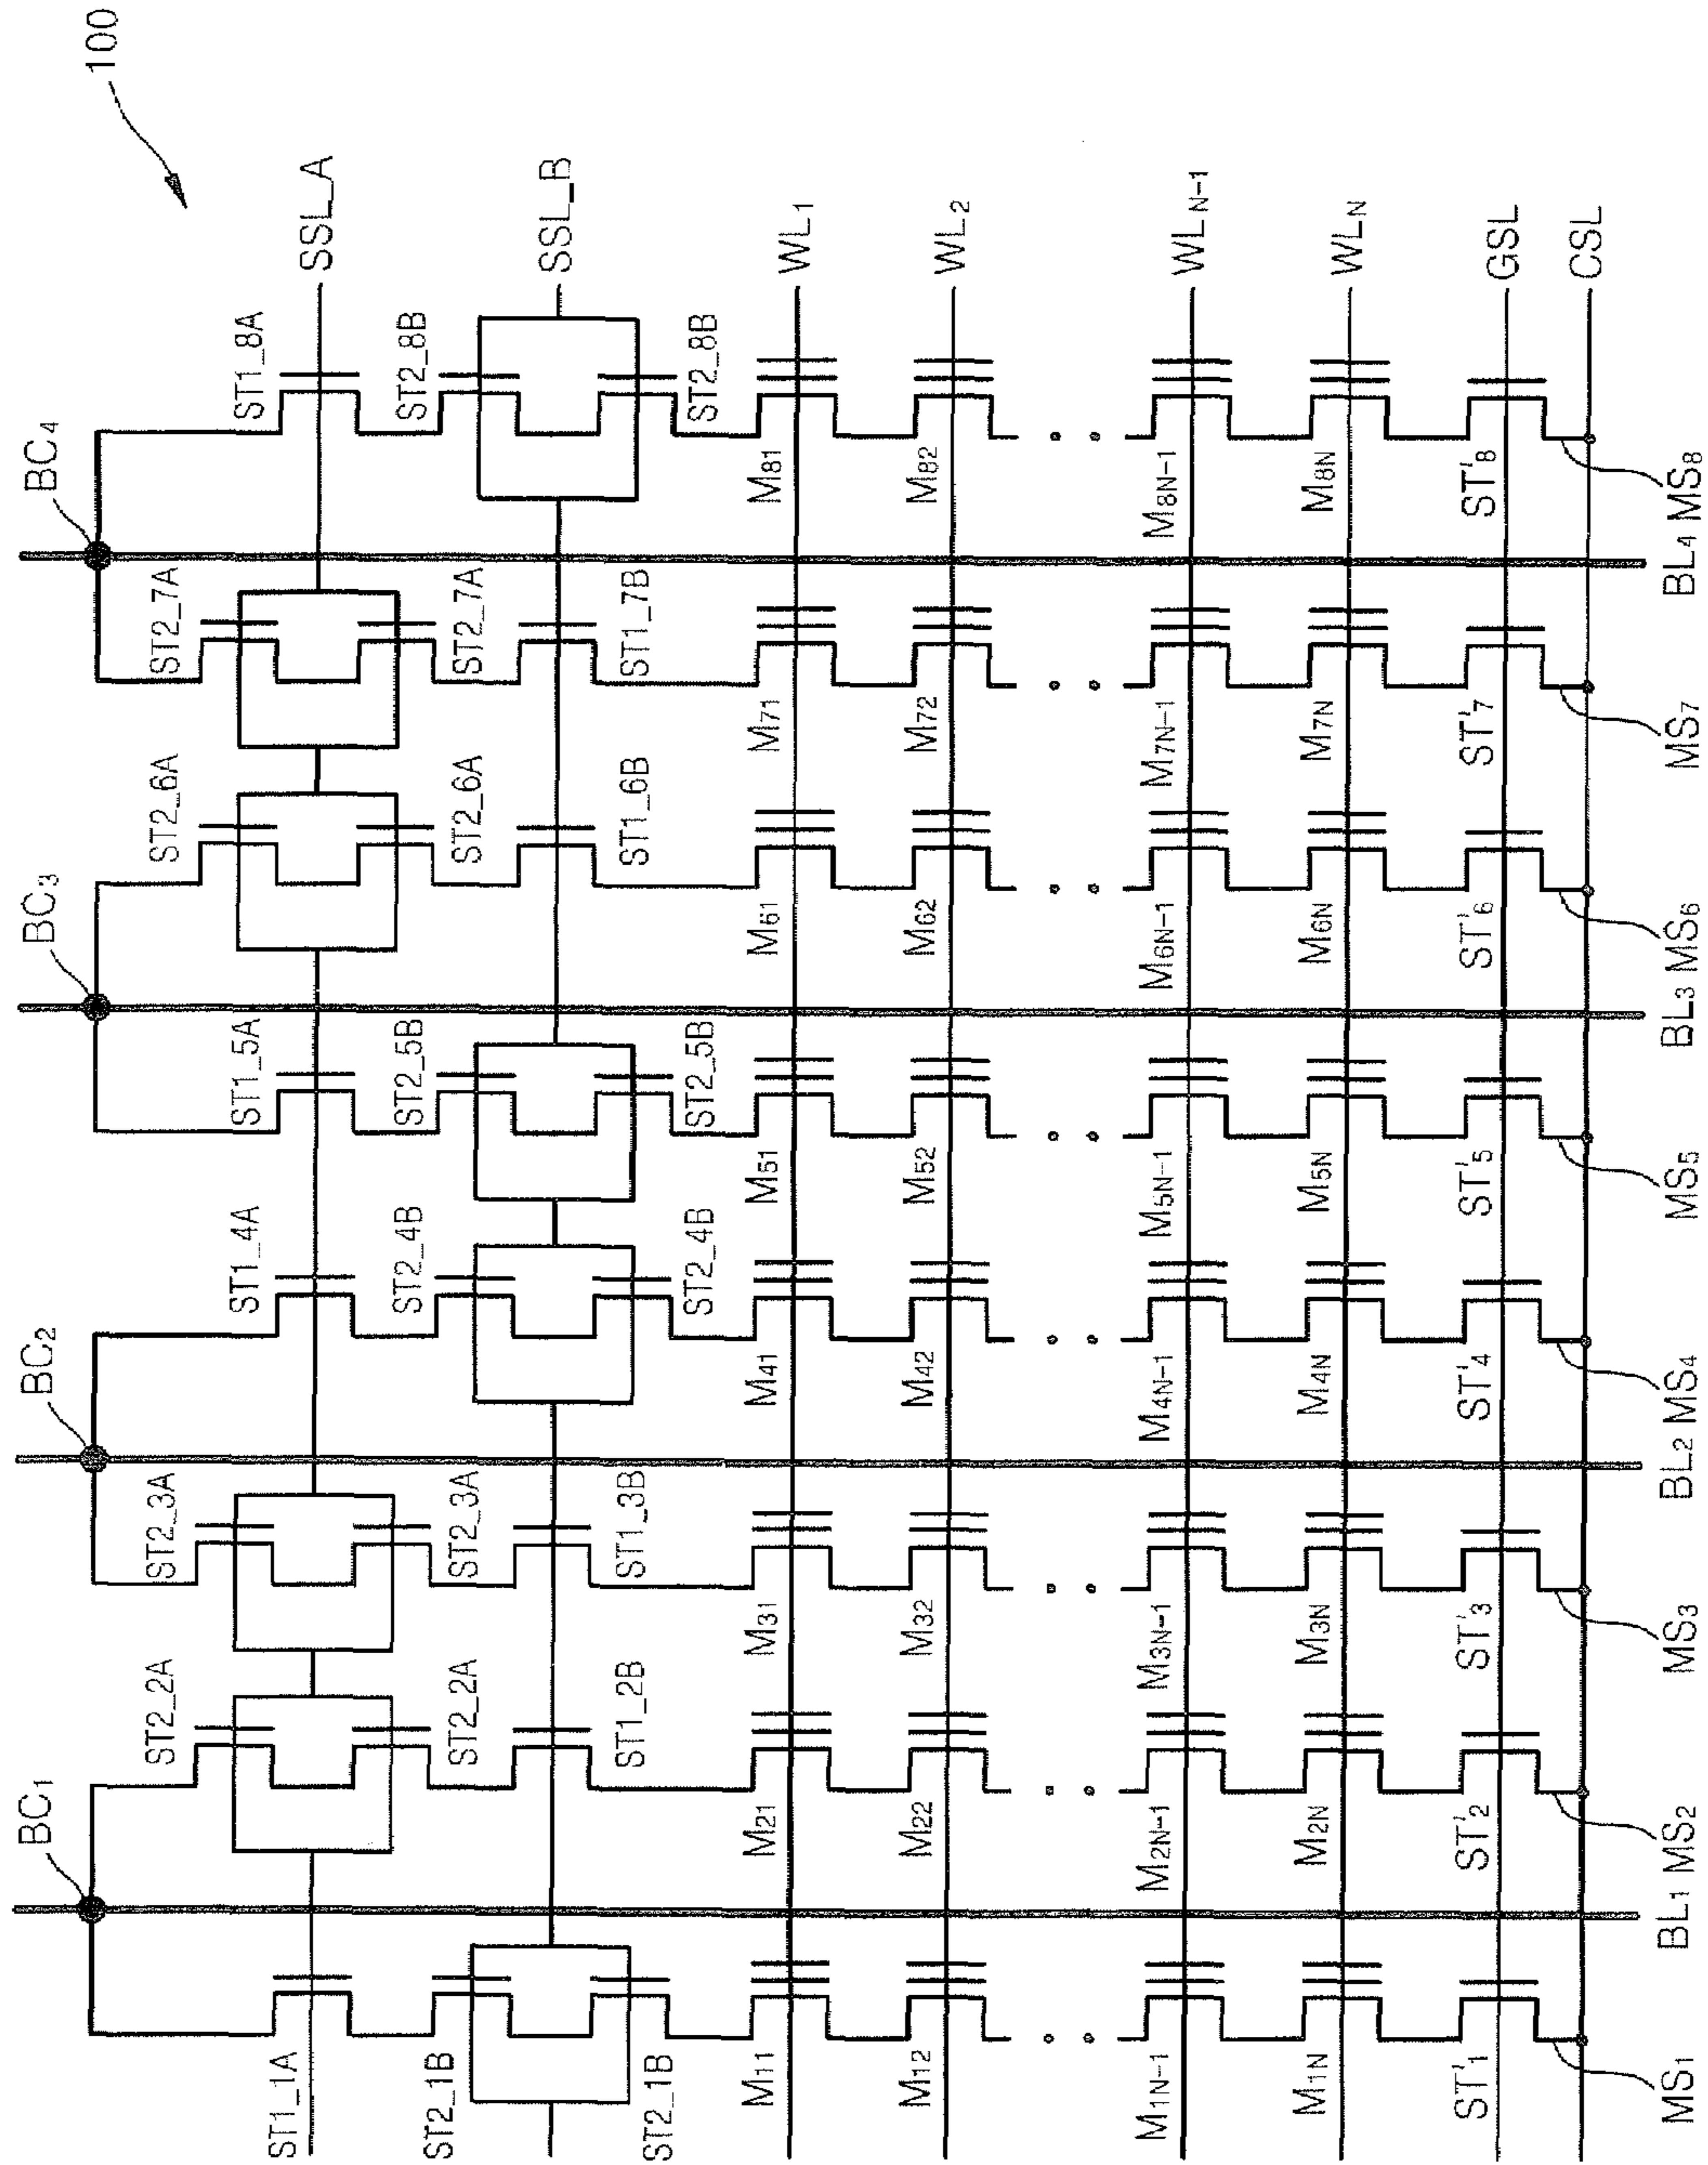 100
BC1 BC2 BC3 BC4
ST2_2A ST2_3A ST2_6A ST2_7A
ST1_1A ST1_4A ST1_5A ST1_8A SSL_A
ST2_1B ST2_2A ST2_3A ST2_4B ST2_5B ST2_6A ST2_7A ST2_8B
SSL_B
ST2_1B ST1_2B ST1_3B ST2_4B ST2_5B ST1_6B ST1_7B ST2_8B
M11 M21 M31 M41 M51 M61 M71 M81 WL1
M12 M22 M32 M42 M52 M62 M72 M82 WL2
M1N-1 M2N-1 M3N-1 M4N-1 M5N-1 M6N-1 M7N-1 M8N-1 WLN-1
M1N M2N M3N M4N M5N M6N M7N M8N WLN
ST'1 ST'2 ST'3 ST'4 ST'5 ST'6 ST'7 ST'8 GSL
CSL
MS1 BL1 MS2 MS3 BL2 MS4 MS5 BL3 MS6 MS7 BL4 MS8